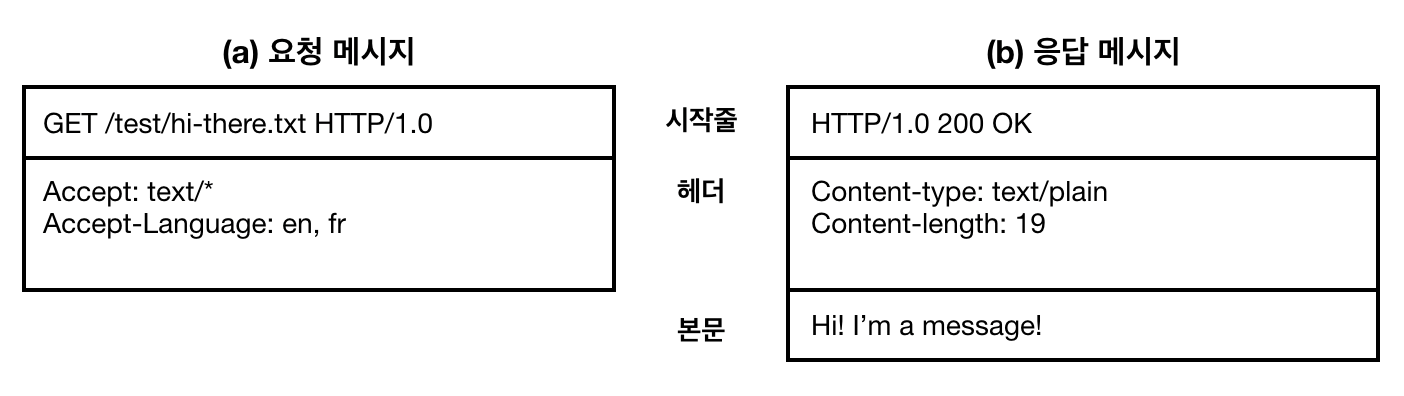 (a) 요청 메시지
(b) 응답 메시지
GET /test/hi-there.txt HTTP/1.0
시작줄
HTTP/1.0 200 OK
Accept: text/*
Accept-Language: en, fr
헤더
Content-type: text/plain
Content-length: 19
본문
Hi! I’m a message!